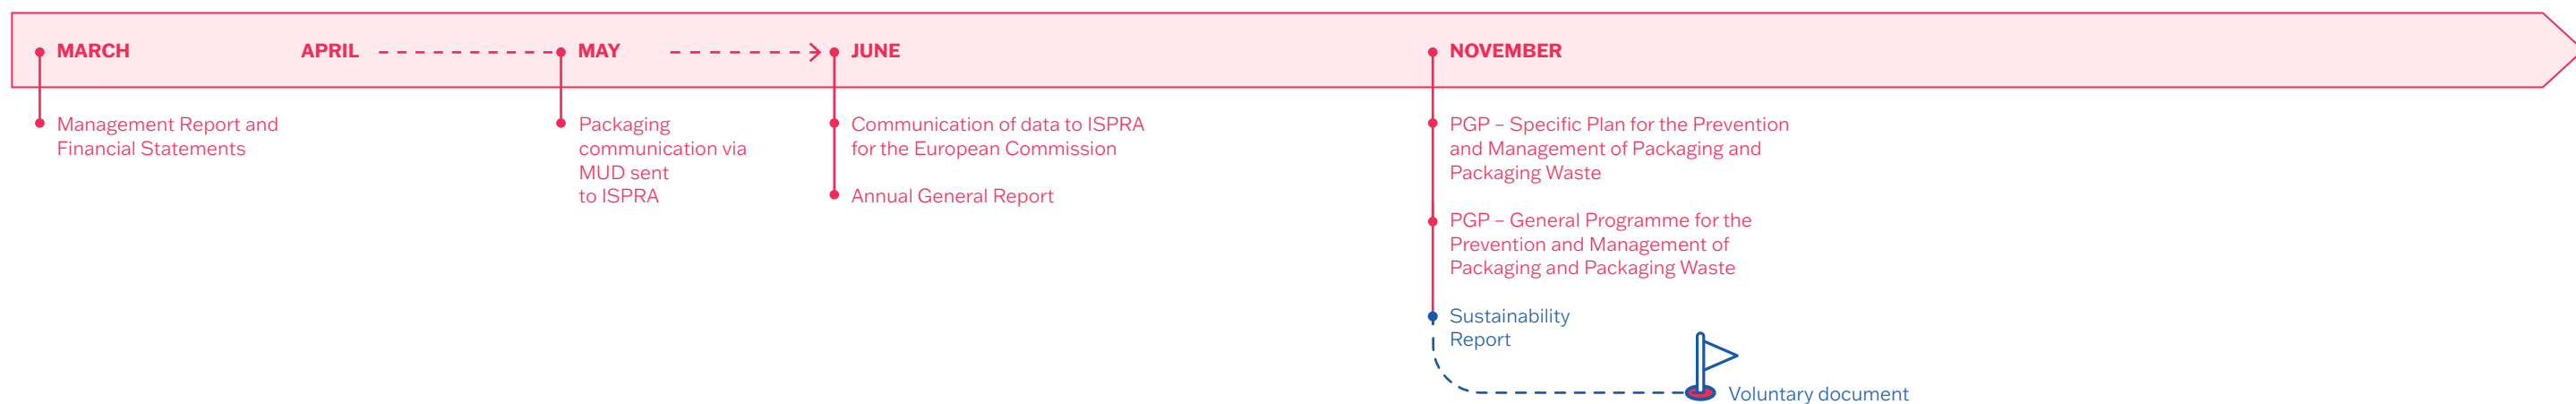 MARCH
APRIL
MAY
JUNE
NOVEMBER
Management Report and
Financial Statements
Packaging
communication via
MUD sent
to ISPRA
Communication of data to ISPRA
for the European Commission
Annual General Report
PGP – Specific Plan for the Prevention
and Management of Packaging and
Packaging Waste
PGP – General Programme for the
Prevention and Management of
Packaging and Packaging Waste
Sustainability
Report
Voluntary document